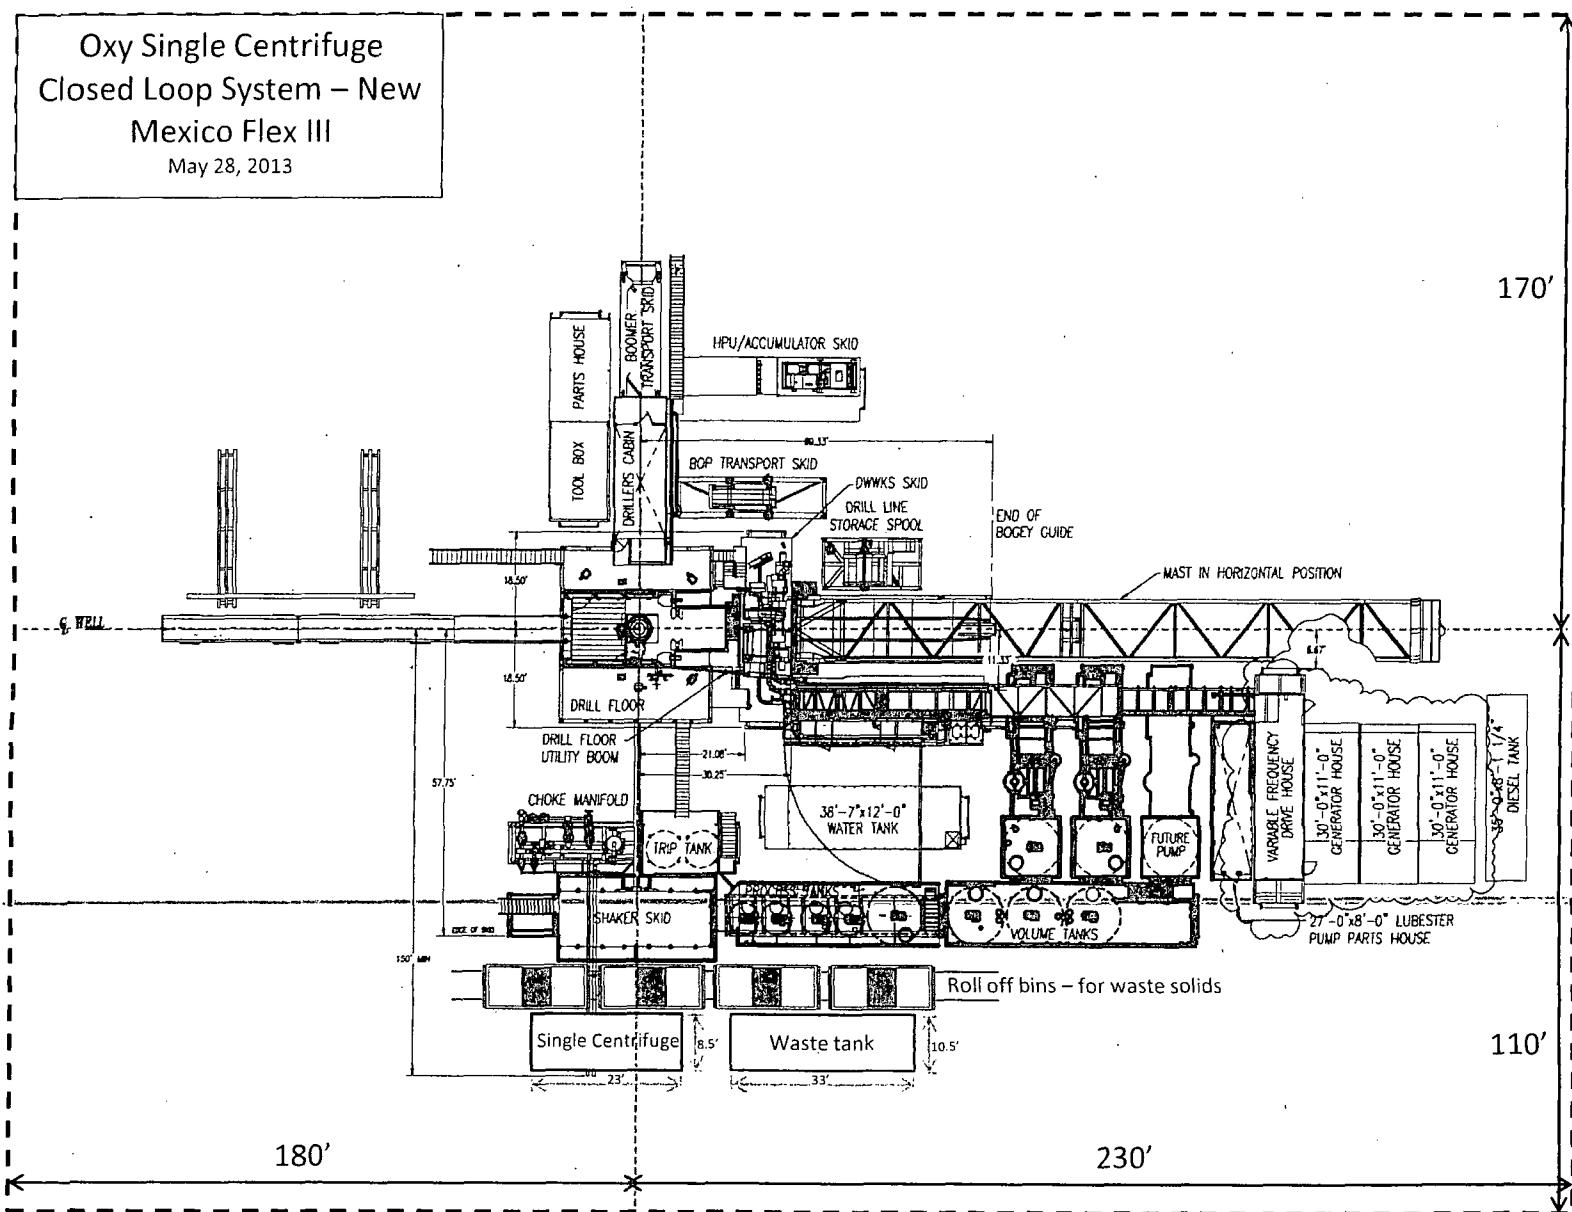 Oxy Single Centrifuge
Closed Loop System – New
Mexico Flex III
May 28, 2013
170'
BOOMER
TRANSPORT SKID
PARTS HOUSE
HPU/ACCUMULATOR SKID
TOOL BOX
DRILLERS CABIN
BOP TRANSPORT SKID
DWWKS SKID
DRILL LINE
STORAGE SPOOL
END OF
BOGEY GUIDE
MAST IN HORIZONTAL POSITION
18.50'
WELL
11.33'
6.67'
18.50'
DRILL FLOOR
DRILL FLOOR
UTILITY BOOM
21.08'
30.25'
57.75'
CHOKE MANIFOLD
TRIP TANK
38'-7"x12'-0"
WATER TANK
FUTURE
PUMP
VARIABLE FREQUENCY
DRIVE HOUSE
30'-0"x11'-0"
GENERATOR HOUSE
30'-0"x11'-0"
GENERATOR HOUSE
30'-0"x11'-0"
GENERATOR HOUSE
DIESEL TANK
PROCESS TANKS
SHAKER SKID
VOLUME TANKS
27'-0"x8'-0" LUBESTER
PUMP PARTS HOUSE
EDGE OF SKID
150' MIN
Roll off bins – for waste solids
Single Centrifuge
8.5'
Waste tank
10.5'
23'
33'
110'
180'
230'